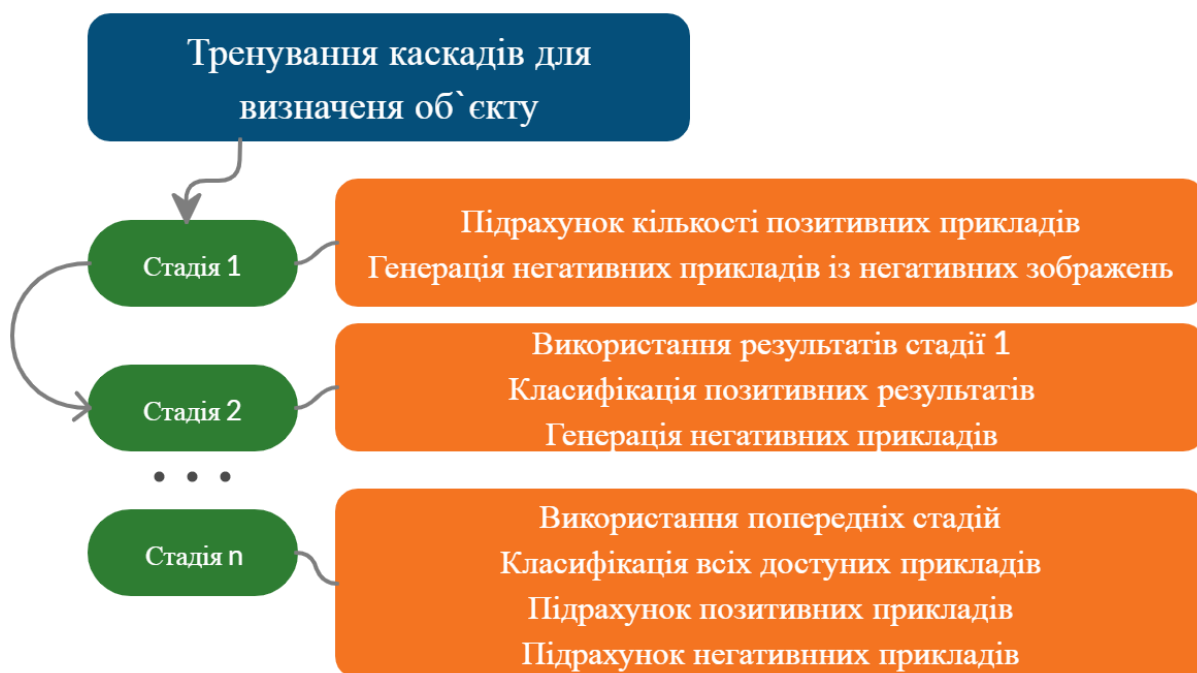 Тренування каскадів для
визначеня об`єкту
Стадія 1
Підрахунок кількості позитивних прикладів
Генерація негативних прикладів із негативних зображень
Стадія 2
Використання результатів стадії 1
Класифікація позитивних результатів
Генерація негативних прикладів
Стадія n
Використання попередніх стадій
Класифікація всіх доступних прикладів
Підрахунок позитивних прикладів
Підрахунок негативнних прикладів